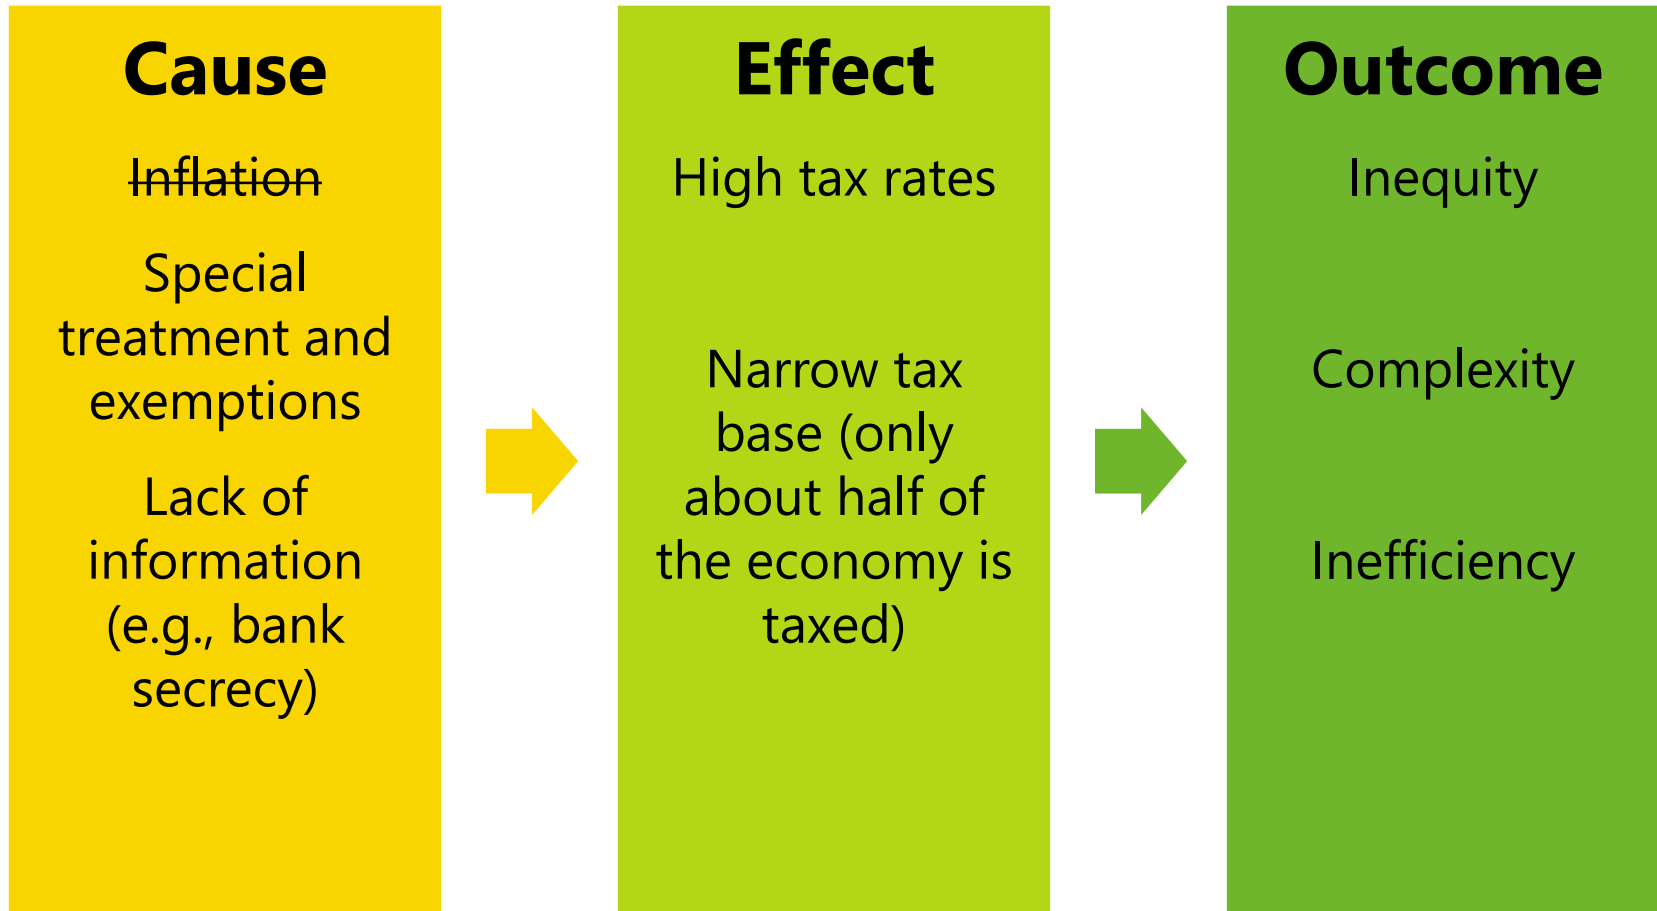 Cause
Inflation
Special
treatment and
exemptions
Lack of
information
(e.g., bank
secrecy)
Effect
High tax rates
Narrow tax
base (only
about half of
the economy is
taxed)
Outcome
Inequity
Complexity
Inefficiency